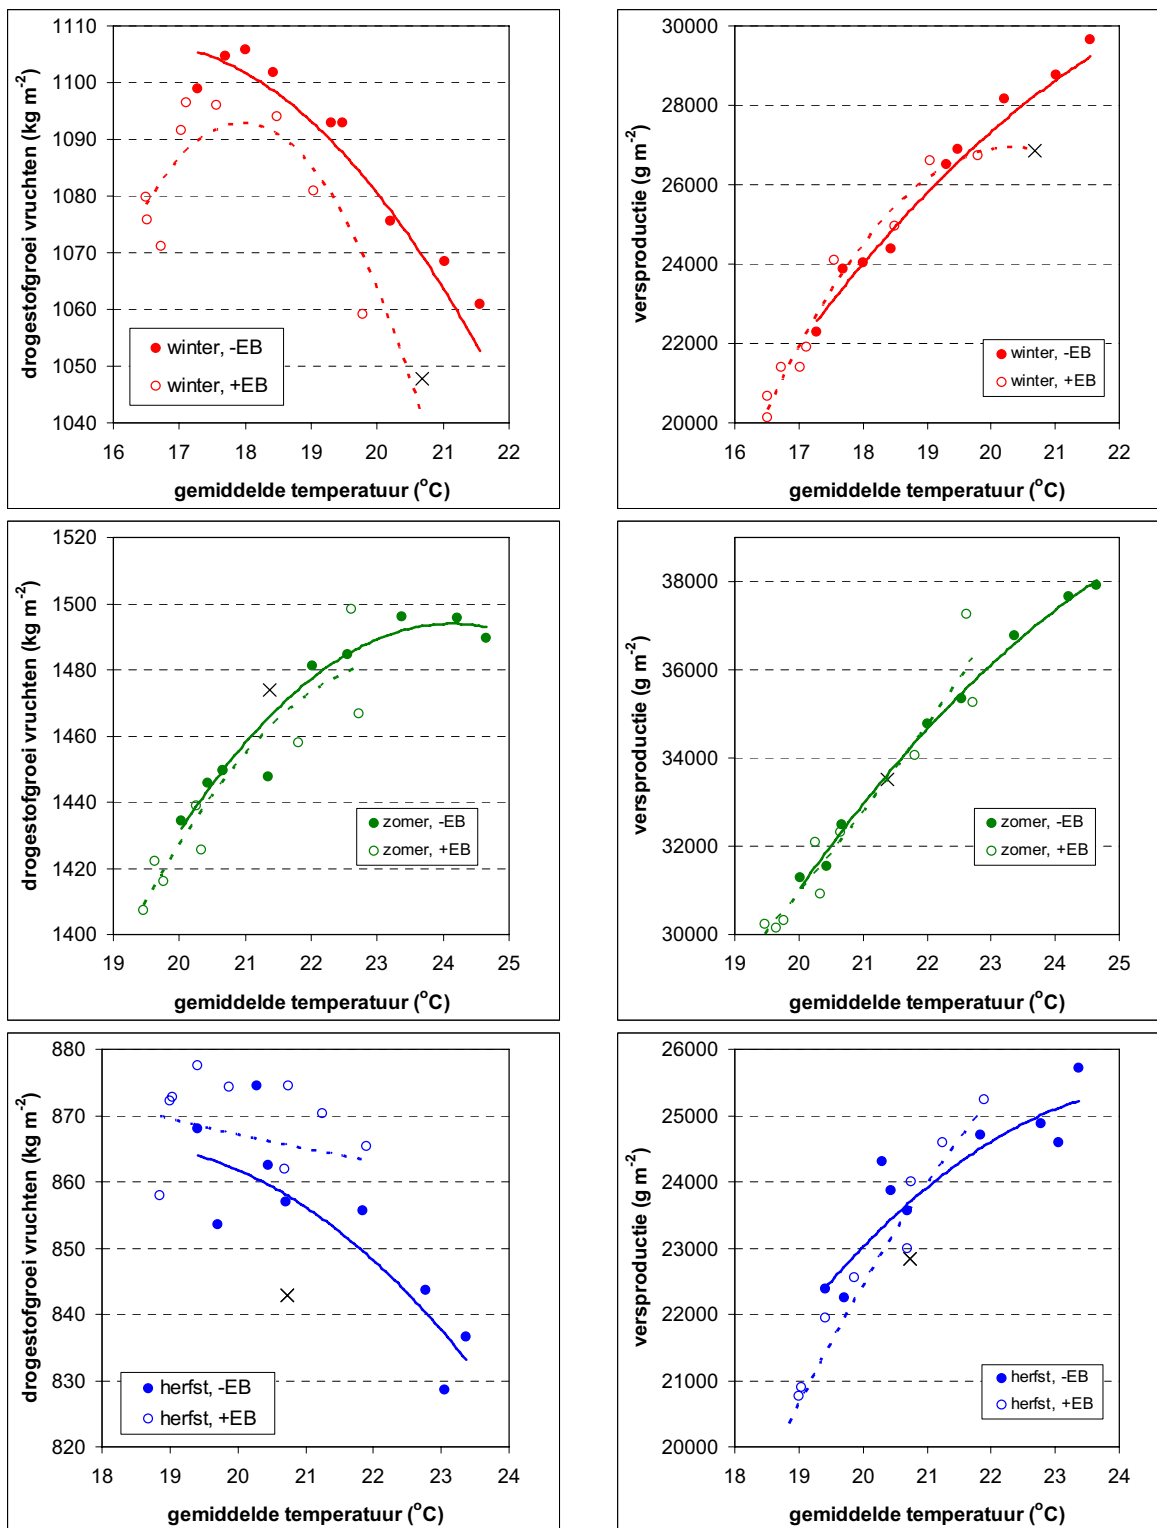 drogestofgroei vruchten (kg m-2)
1110
1100
1090
1080
1070
1060
1050
1040
winter, -EB
winter, +EB
16 17 18 19 20 21 22
gemiddelde temperatuur (oC)
versproductie (g m-2)
30000
28000
26000
24000
22000
20000
winter, -EB
winter, +EB
16 17 18 19 20 21 22
gemiddelde temperatuur (oC)
drogestofgroei vruchten (kg m-2)
1520
1500
1480
1460
1440
1420
1400
zomer, -EB
zomer, +EB
19 20 21 22 23 24 25
gemiddelde temperatuur (oC)
versproductie (g m-2)
38000
36000
34000
32000
30000
zomer, -EB
zomer, +EB
19 20 21 22 23 24 25
gemiddelde temperatuur (oC)
drogestofgroei vruchten (kg m-2)
880
870
860
850
840
830
820
herfst, -EB
herfst, +EB
18 19 20 21 22 23 24
gemiddelde temperatuur (oC)
versproductie (g m-2)
26000
25000
24000
23000
22000
21000
20000
herfst, -EB
herfst, +EB
18 19 20 21 22 23 24
gemiddelde temperatuur (oC)